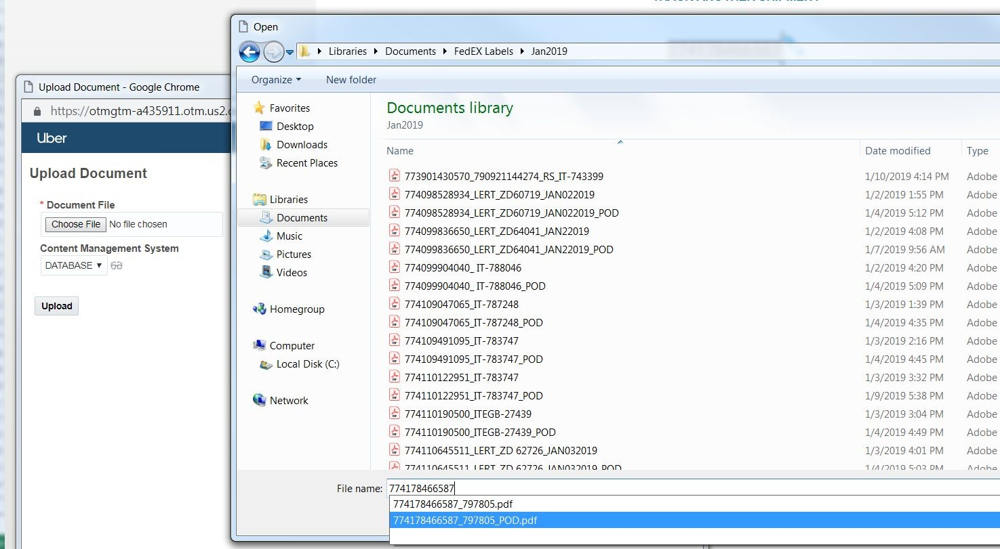 Open
Libraries Documents FedEX Labels Jan2019
Organize New folder
Upload Document - Google Chrome
https://otmgtm-a435911.otm.us2.
Uber
Upload Document
* Document File
Choose File No file chosen
Content Management System
DATABASE
Upload
Favorites
Desktop
Downloads
Recent Places
Libraries
Documents
Music
Pictures
Videos
Homegroup
Computer
Local Disk (C:)
Network
Documents library
Jan2019
Name Date modified Type
773901430570_790921144274_RS_IT-743399 1/10/2019 4:14 PM Adobe
774098528934_LERT_ZD60719_JAN022019 1/2/2019 1:55 PM Adobe
774098528934_LERT_ZD60719_JAN022019_POD 1/4/2019 5:12 PM Adobe
774099836650_LERT_ZD64041_JAN22019 1/2/2019 4:08 PM Adobe
774099836650_LERT_ZD64041_JAN22019_POD 1/7/2019 9:56 AM Adobe
774099904040_ IT-788046 1/2/2019 4:20 PM Adobe
774099904040_ IT-788046_POD 1/4/2019 5:09 PM Adobe
774109047065_IT-787248 1/3/2019 1:39 PM Adobe
774109047065_IT-787248_POD 1/4/2019 4:35 PM Adobe
774109491095_IT-783747 1/3/2019 2:16 PM Adobe
774109491095_IT-783747_POD 1/4/2019 4:45 PM Adobe
774110122951_IT-783747 1/3/2019 3:32 PM Adobe
774110122951_IT-783747_POD 1/9/2019 5:38 PM Adobe
774110190500_ITEGB-27439 1/3/2019 3:04 PM Adobe
774110190500_ITEGB-27439_POD 1/4/2019 4:49 PM Adobe
774110645511_LERT_ZD 62726_JAN032019 1/3/2019 4:01 PM Adobe
774110645511_LERT_ZD 62726_JAN032019_POD 1/4/2019 5:03 PM Adobe
File name: 774178466587
774178466587_797805.pdf
774178466587_797805_POD.pdf